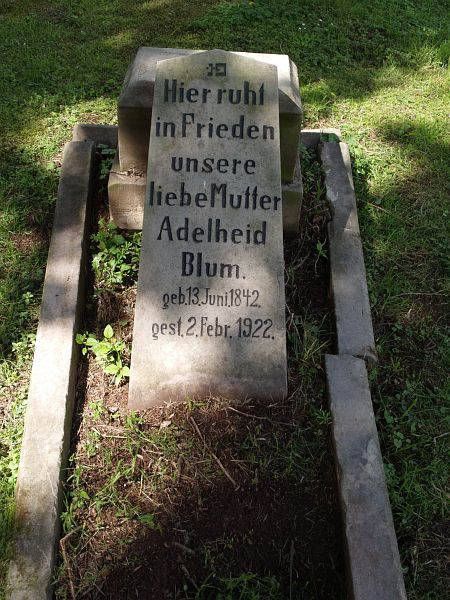 Hier ruht
in Frieden
unsere
liebe Mutter
Adelheid
Blum.
geb. 13. Juni. 1842.
gest. 2. Febr. 1922.